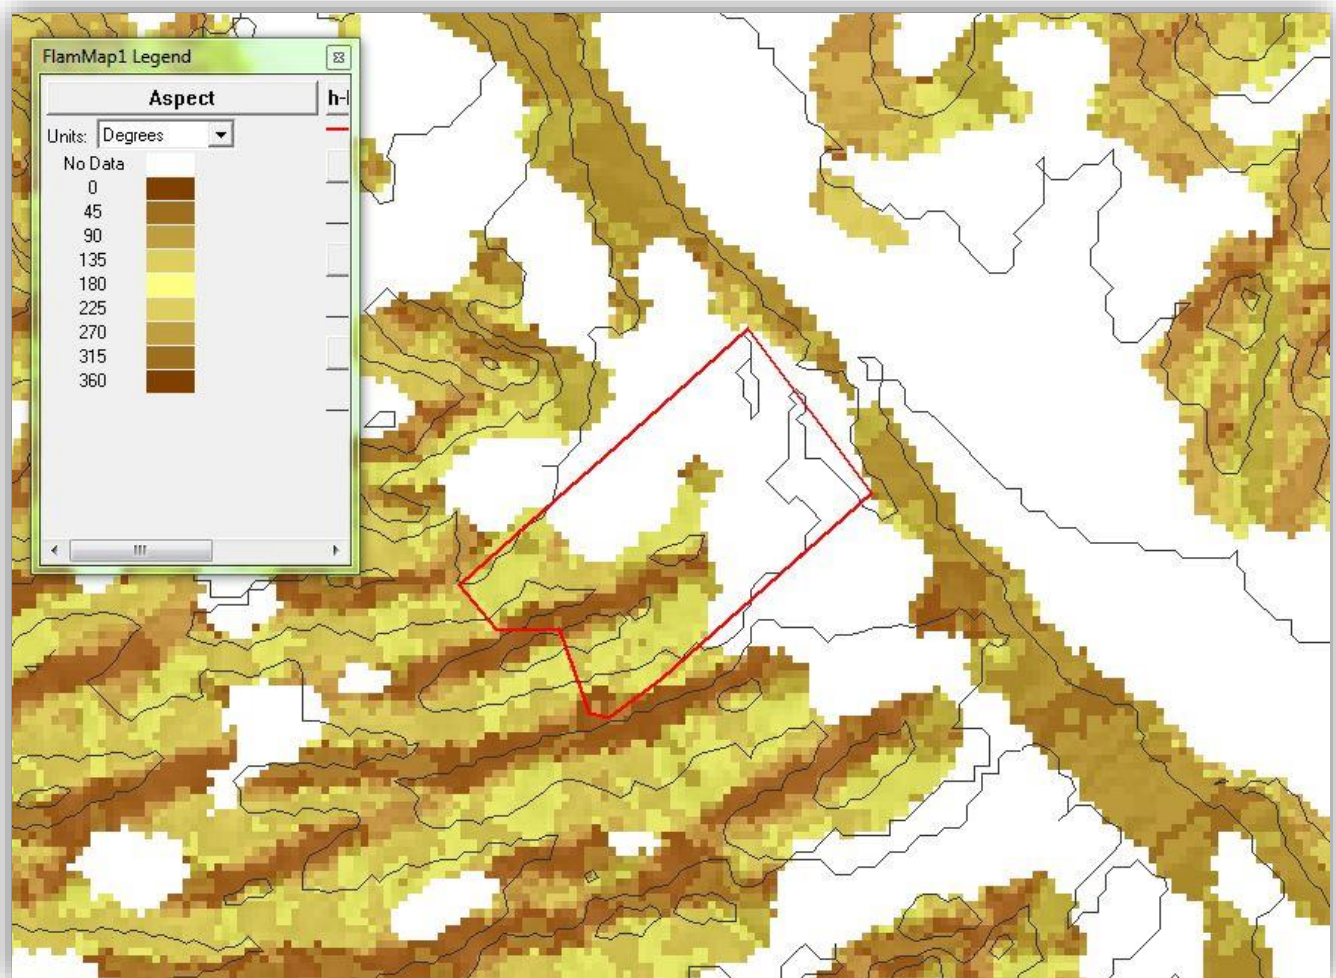 FlamMap1 Legend
Aspect
h-l
Units: Degrees
No Data
0
45
90
135
180
225
270
315
360